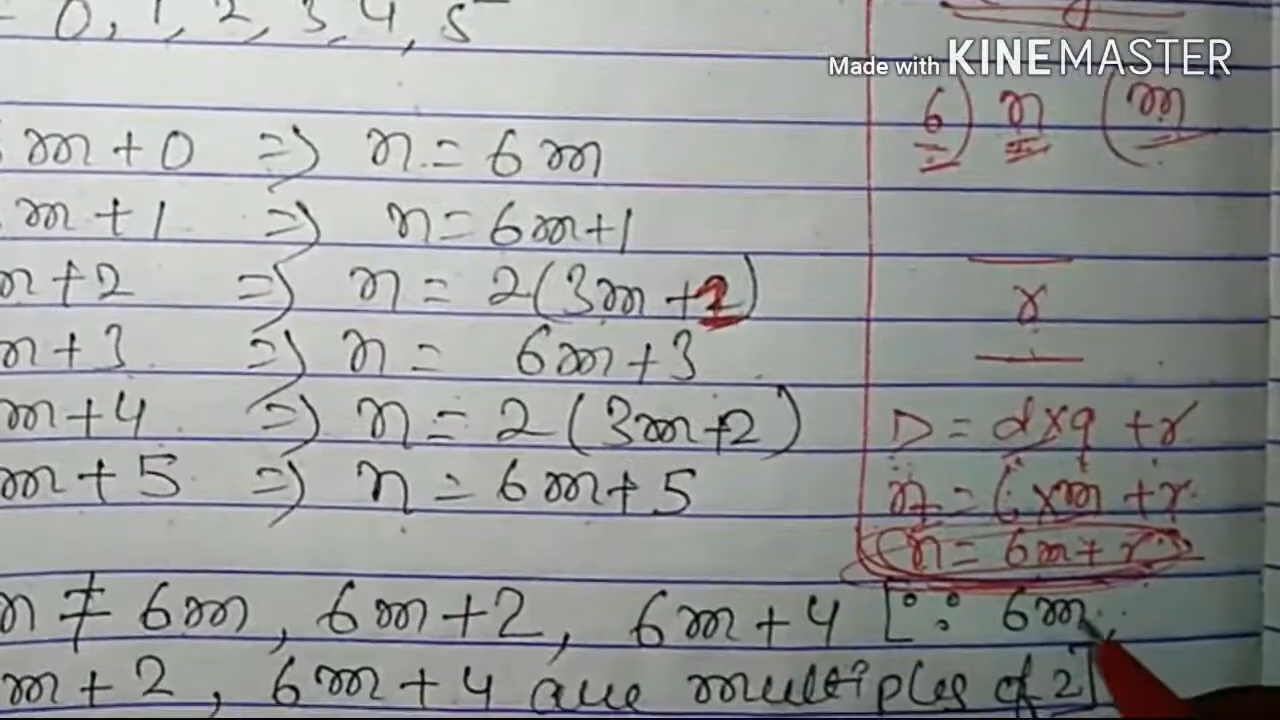 = 0, 1, 2, 3, 4, 5
Made with KINEMASTER
6) n (m
m + 0 => n = 6m
m + 1 => n = 6m+1
m + 2 => n = 2(3m+1)
m + 3 => n = 6m+3
m + 4 => n = 2(3m+2)
m + 5 => n = 6m+5
r
D = d×q + r
n = 6×m + r
n = 6m + r
n ≠ 6m, 6m+2, 6m+4 [∵ 6m,
m + 2, 6m+4 are multiples of 2]